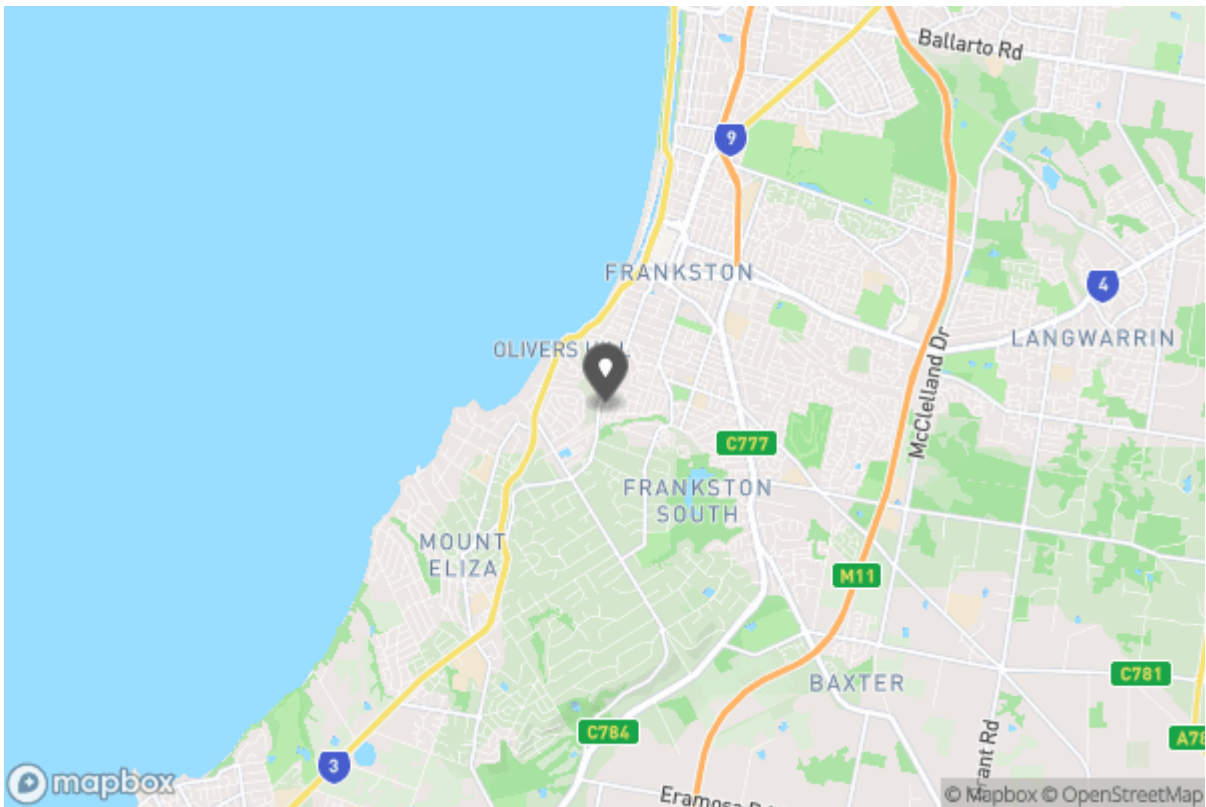 Ballarto Rd
9
FRANKSTON
4
OLIVERS HILL
LANGWARRIN
McClelland Dr
C777
FRANKSTON
SOUTH
MOUNT
ELIZA
M11
C781
BAXTER
C784
A78
3
mapbox
© Mapbox © OpenStreetMap